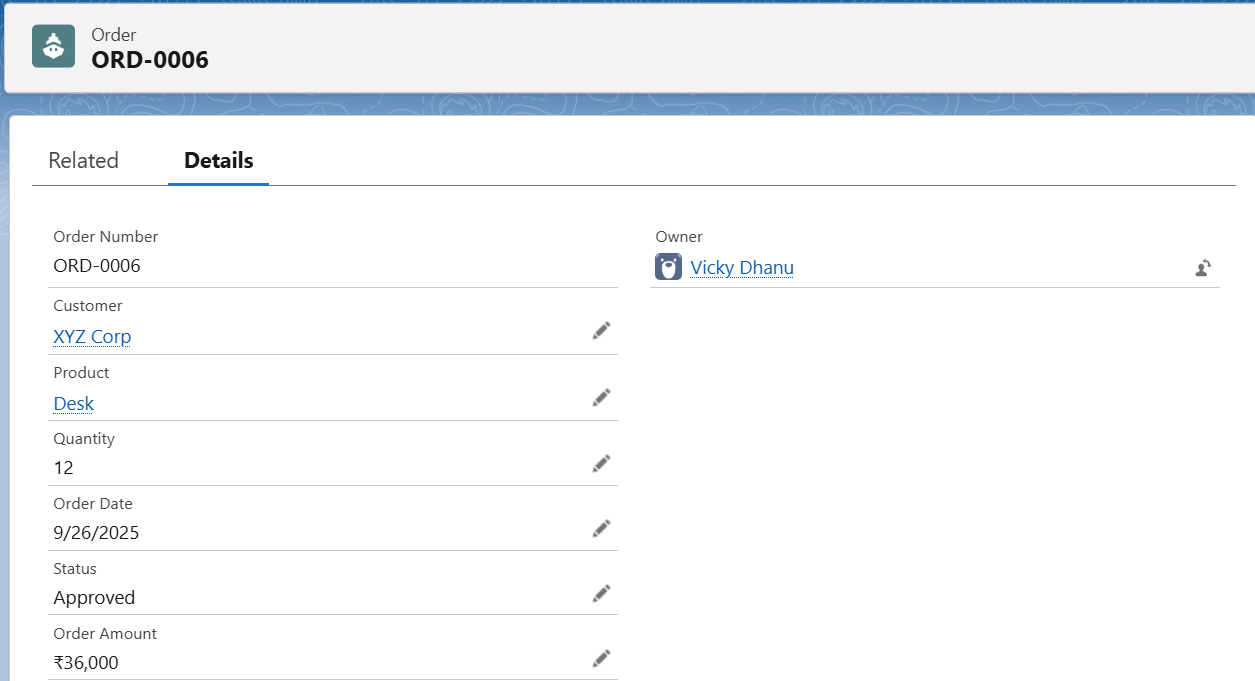 Order
ORD-0006
Related
Details
Order Number
ORD-0006
Owner
Vicky Dhanu
Customer
XYZ Corp
Product
Desk
Quantity
12
Order Date
9/26/2025
Status
Approved
Order Amount
₹36,000